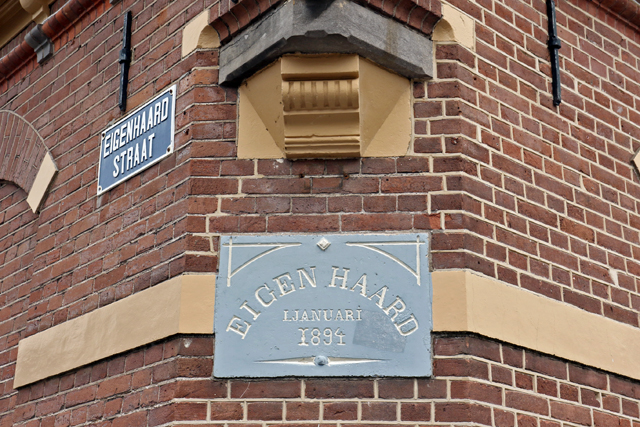 EIGENHAARD
STRAAT
EIGEN HAARD
1 JANUARI
1894